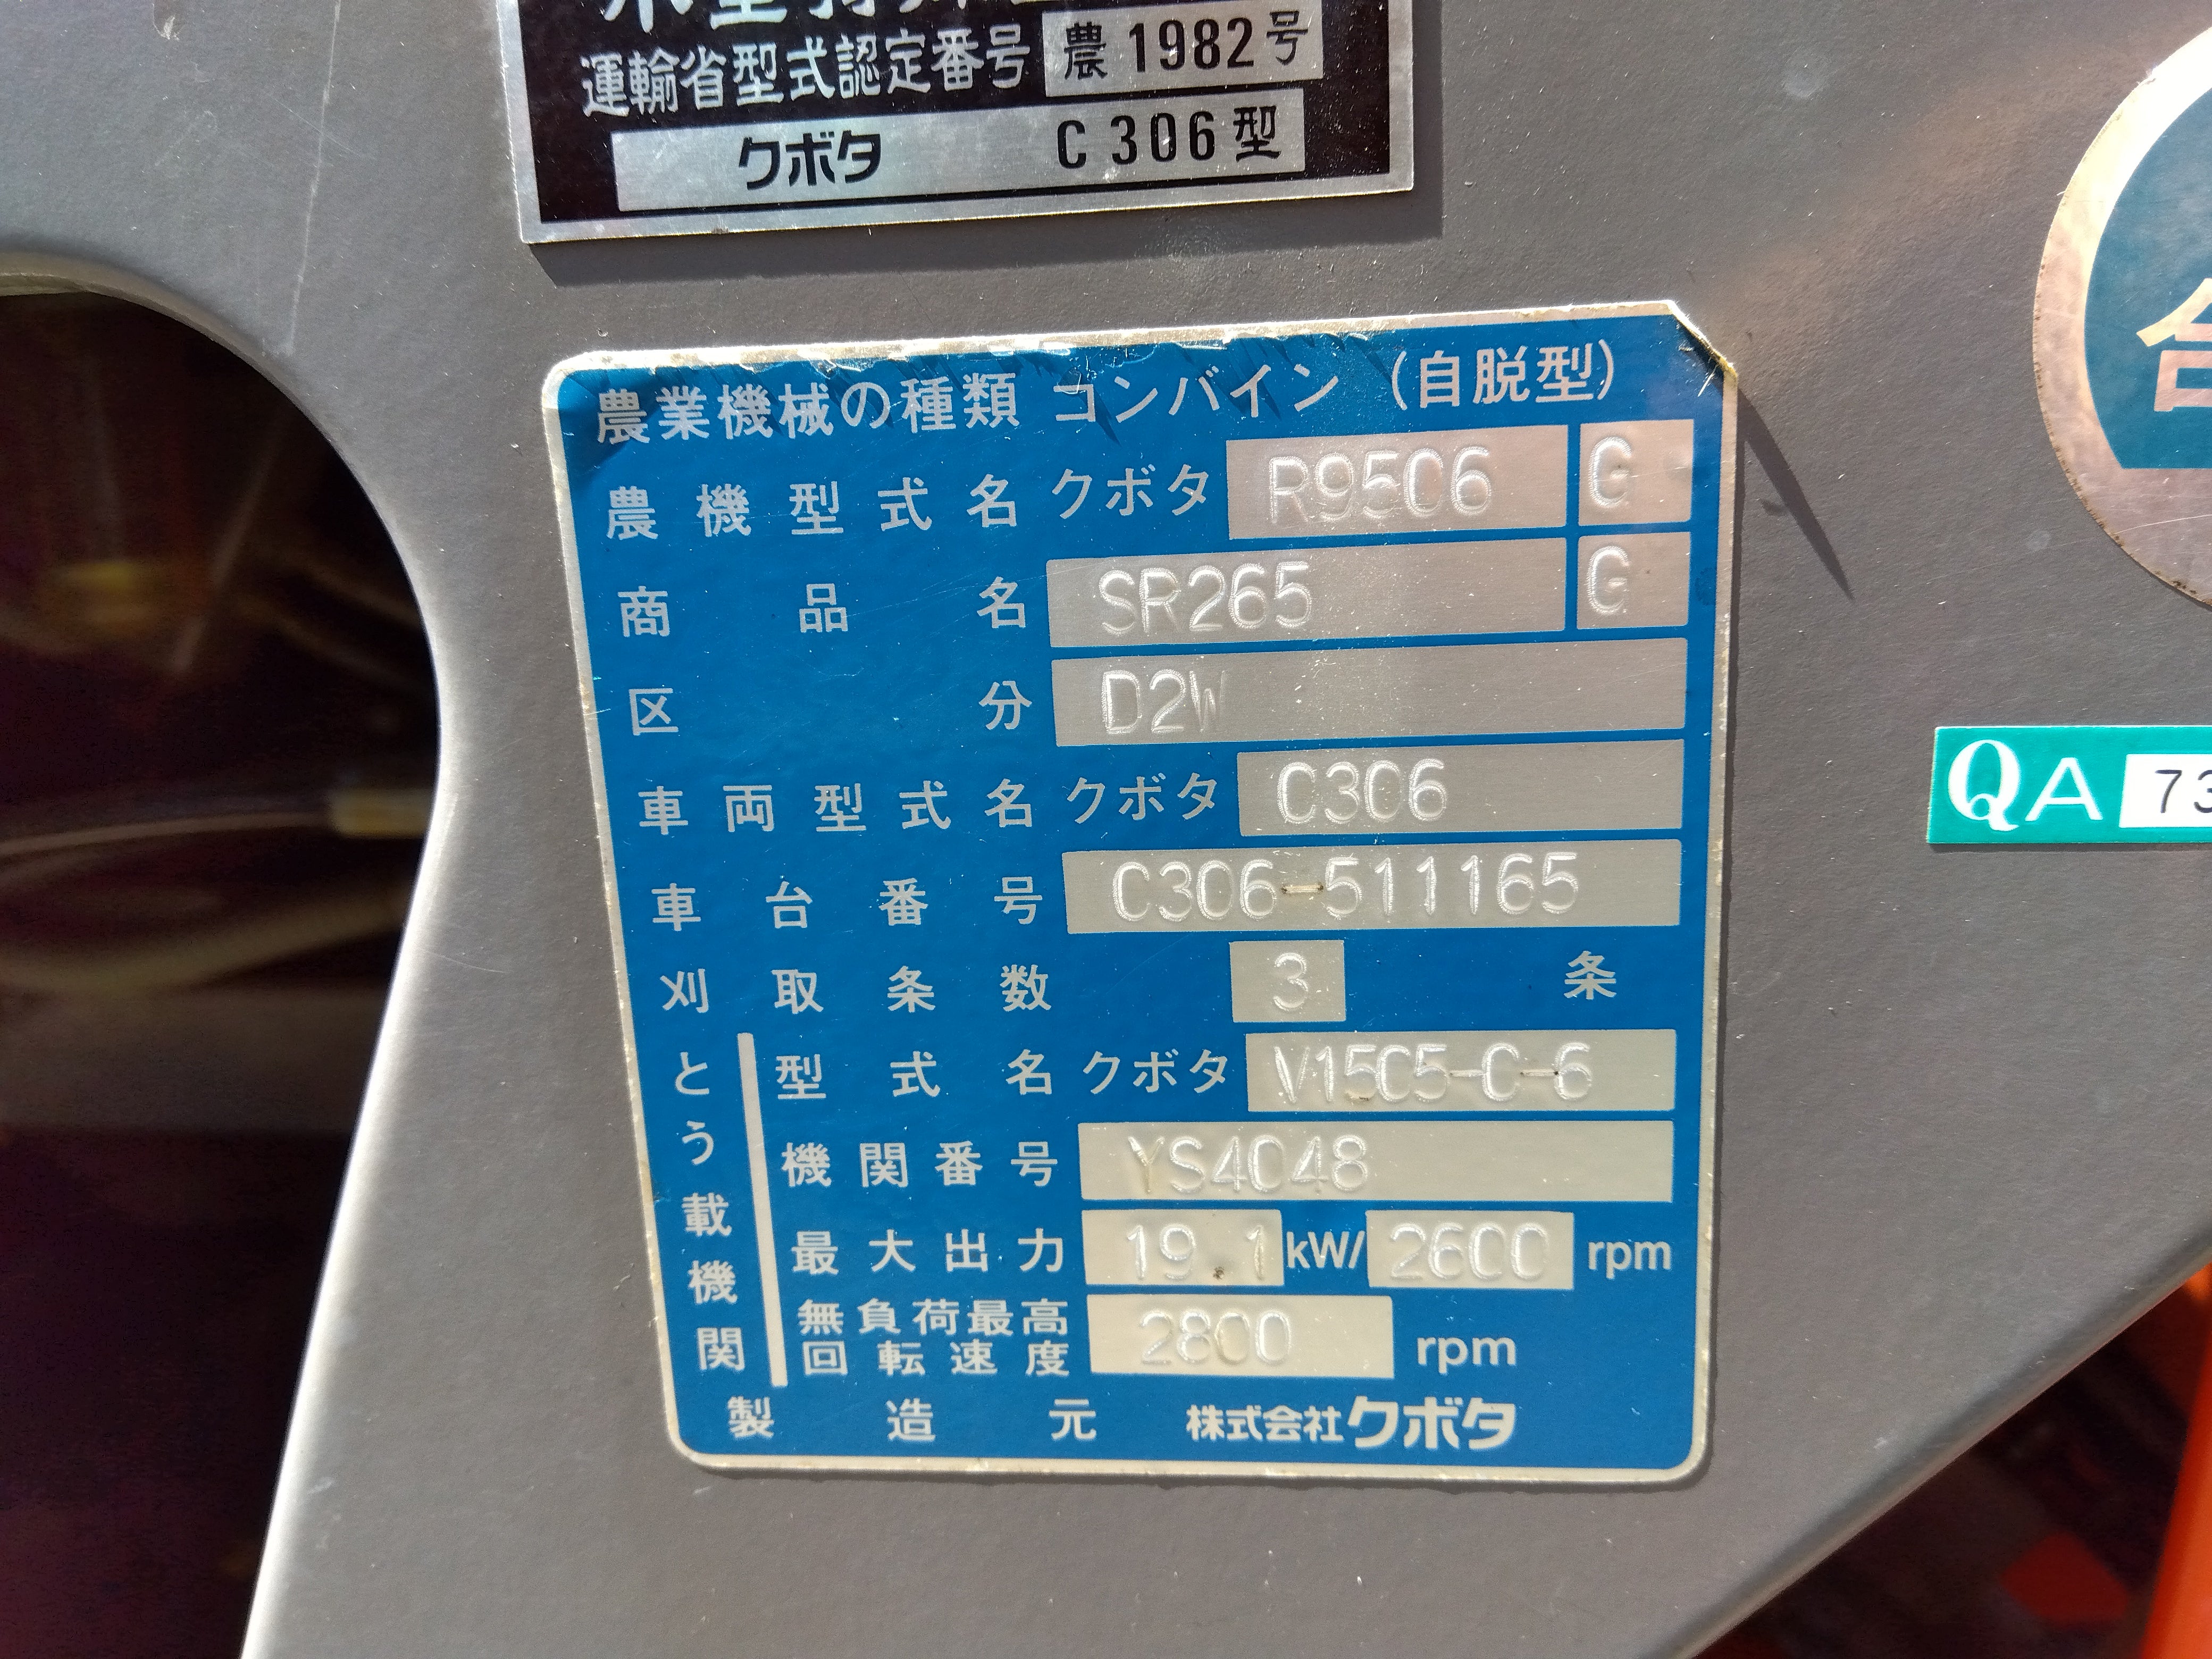 運輸省型式認定番号 農1982号
クボタ C306型
農業機械の種類 コンバイン (自脱型)
農機型式名 クボタ R9506 G
商品名 SR265 G
区分 D2W
車両型式名 クボタ C306
車台番号 C306-511165
刈取条数 3 条
とう載機関
型式名 クボタ V1505-C-6
機関番号 YS4048
最大出力 19.1 kW/ 2600 rpm
無負荷最高
回転速度 2800 rpm
製造元 株式会社クボタ
QA 73